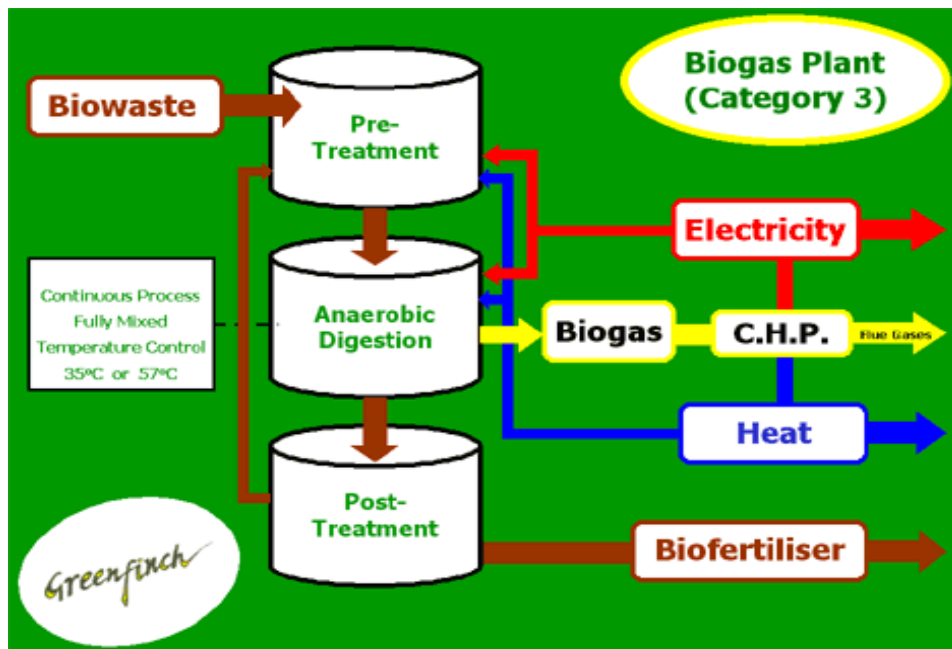 Biogas Plant
(Category 3)
Biowaste
Pre-
Treatment
Electricity
Continuous Process
Fully Mixed
Temperature Control
35ºC or 57ºC
Anaerobic
Digestion
Biogas
C.H.P.
Flue Gases
Heat
Post-
Treatment
Biofertiliser
Greenfinch